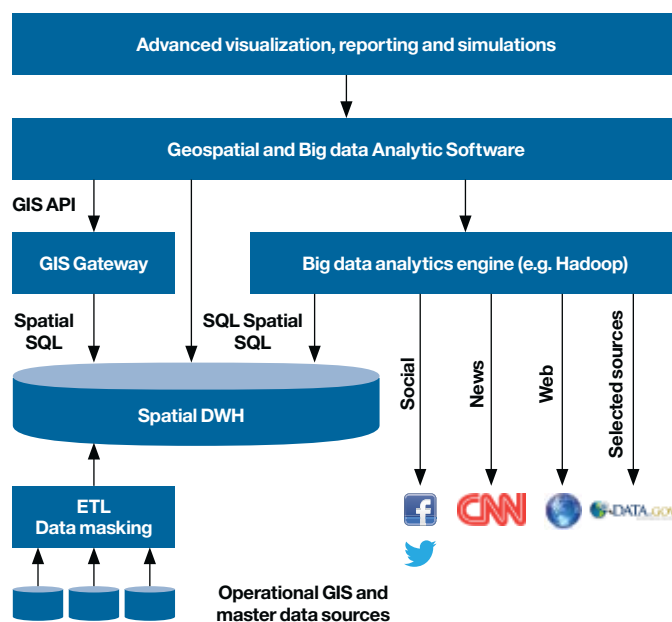 Advanced visualization, reporting and simulations
Geospatial and Big data Analytic Software
GIS API
GIS Gateway
Big data analytics engine (e.g. Hadoop)
Spatial
SQL
SQL Spatial
SQL
Social
News
Web
Selected sources
Spatial DWH
ETL
Data masking
f
CNN
DATA.GOV
Operational GIS and
master data sources